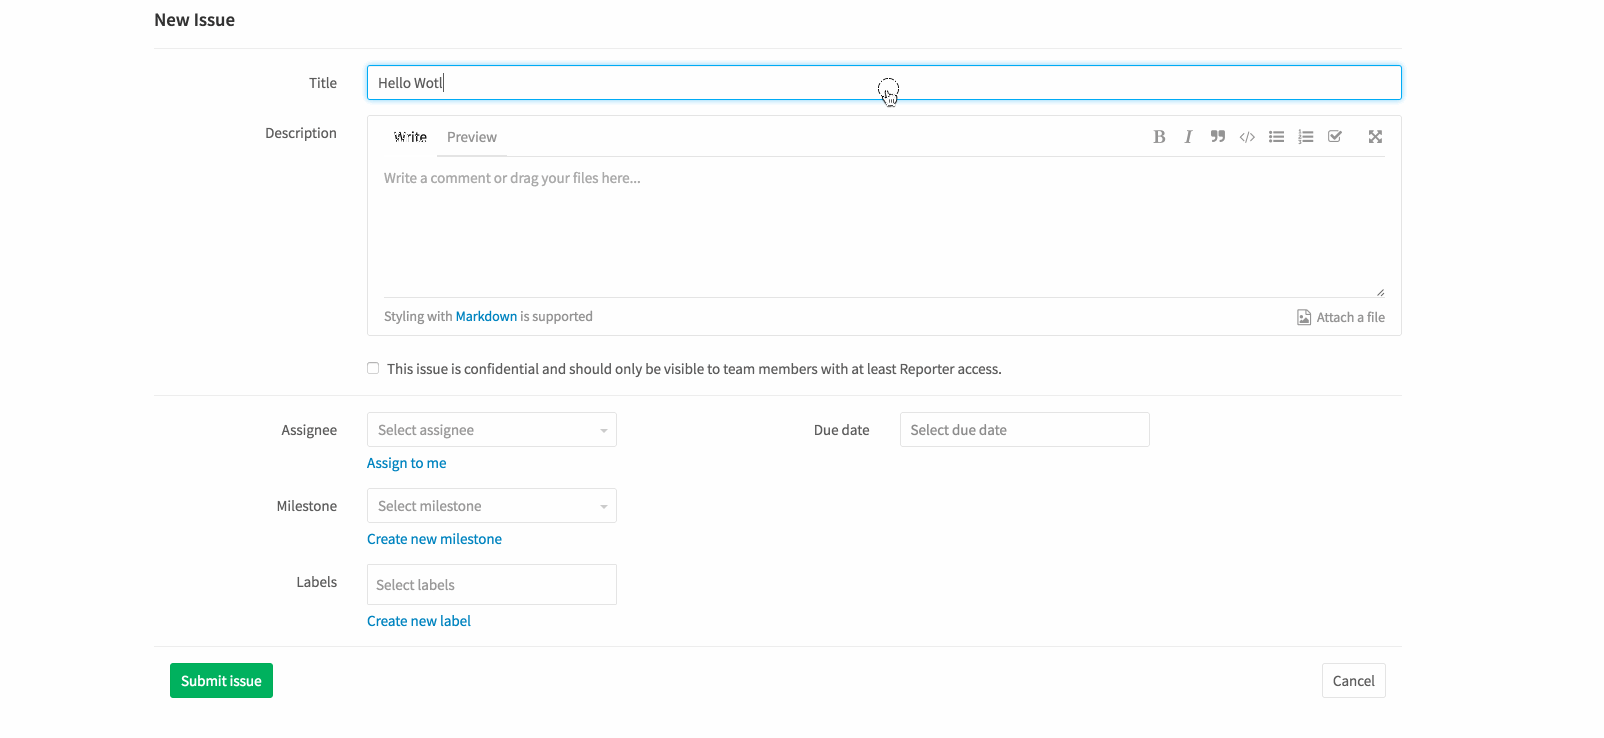 New Issue
Title
Hello Wotl
Description
Write Preview
Write a comment or drag your files here...
Styling with Markdown is supported
Attach a file
This issue is confidential and should only be visible to team members with at least Reporter access.
Assignee
Select assignee
Due date
Select due date
Assign to me
Milestone
Select milestone
Create new milestone
Labels
Select labels
Create new label
Submit issue
Cancel